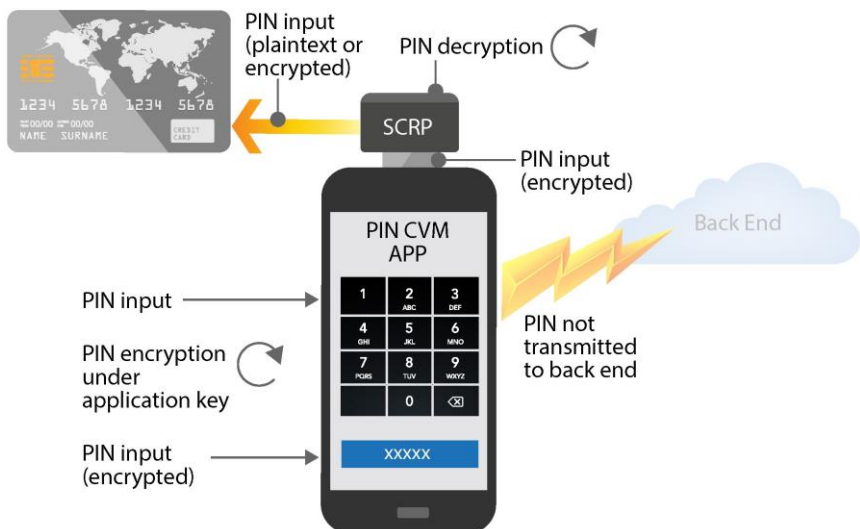 PIN input
(plaintext or
encrypted)
PIN decryption
1234 5678 1234 5678
00/00 00/00
NAME SURNAME
CREDIT
CARD
SCRP
PIN input
(encrypted)
Back End
PIN CVM
APP
PIN input
1 2 3
ABC DEF
4 5 6
GHI JKL MNO
7 8 9
PQRS TUV WXYZ
0
PIN encryption
under
application key
PIN not
transmitted
to back end
PIN input
(encrypted)
XXXXX